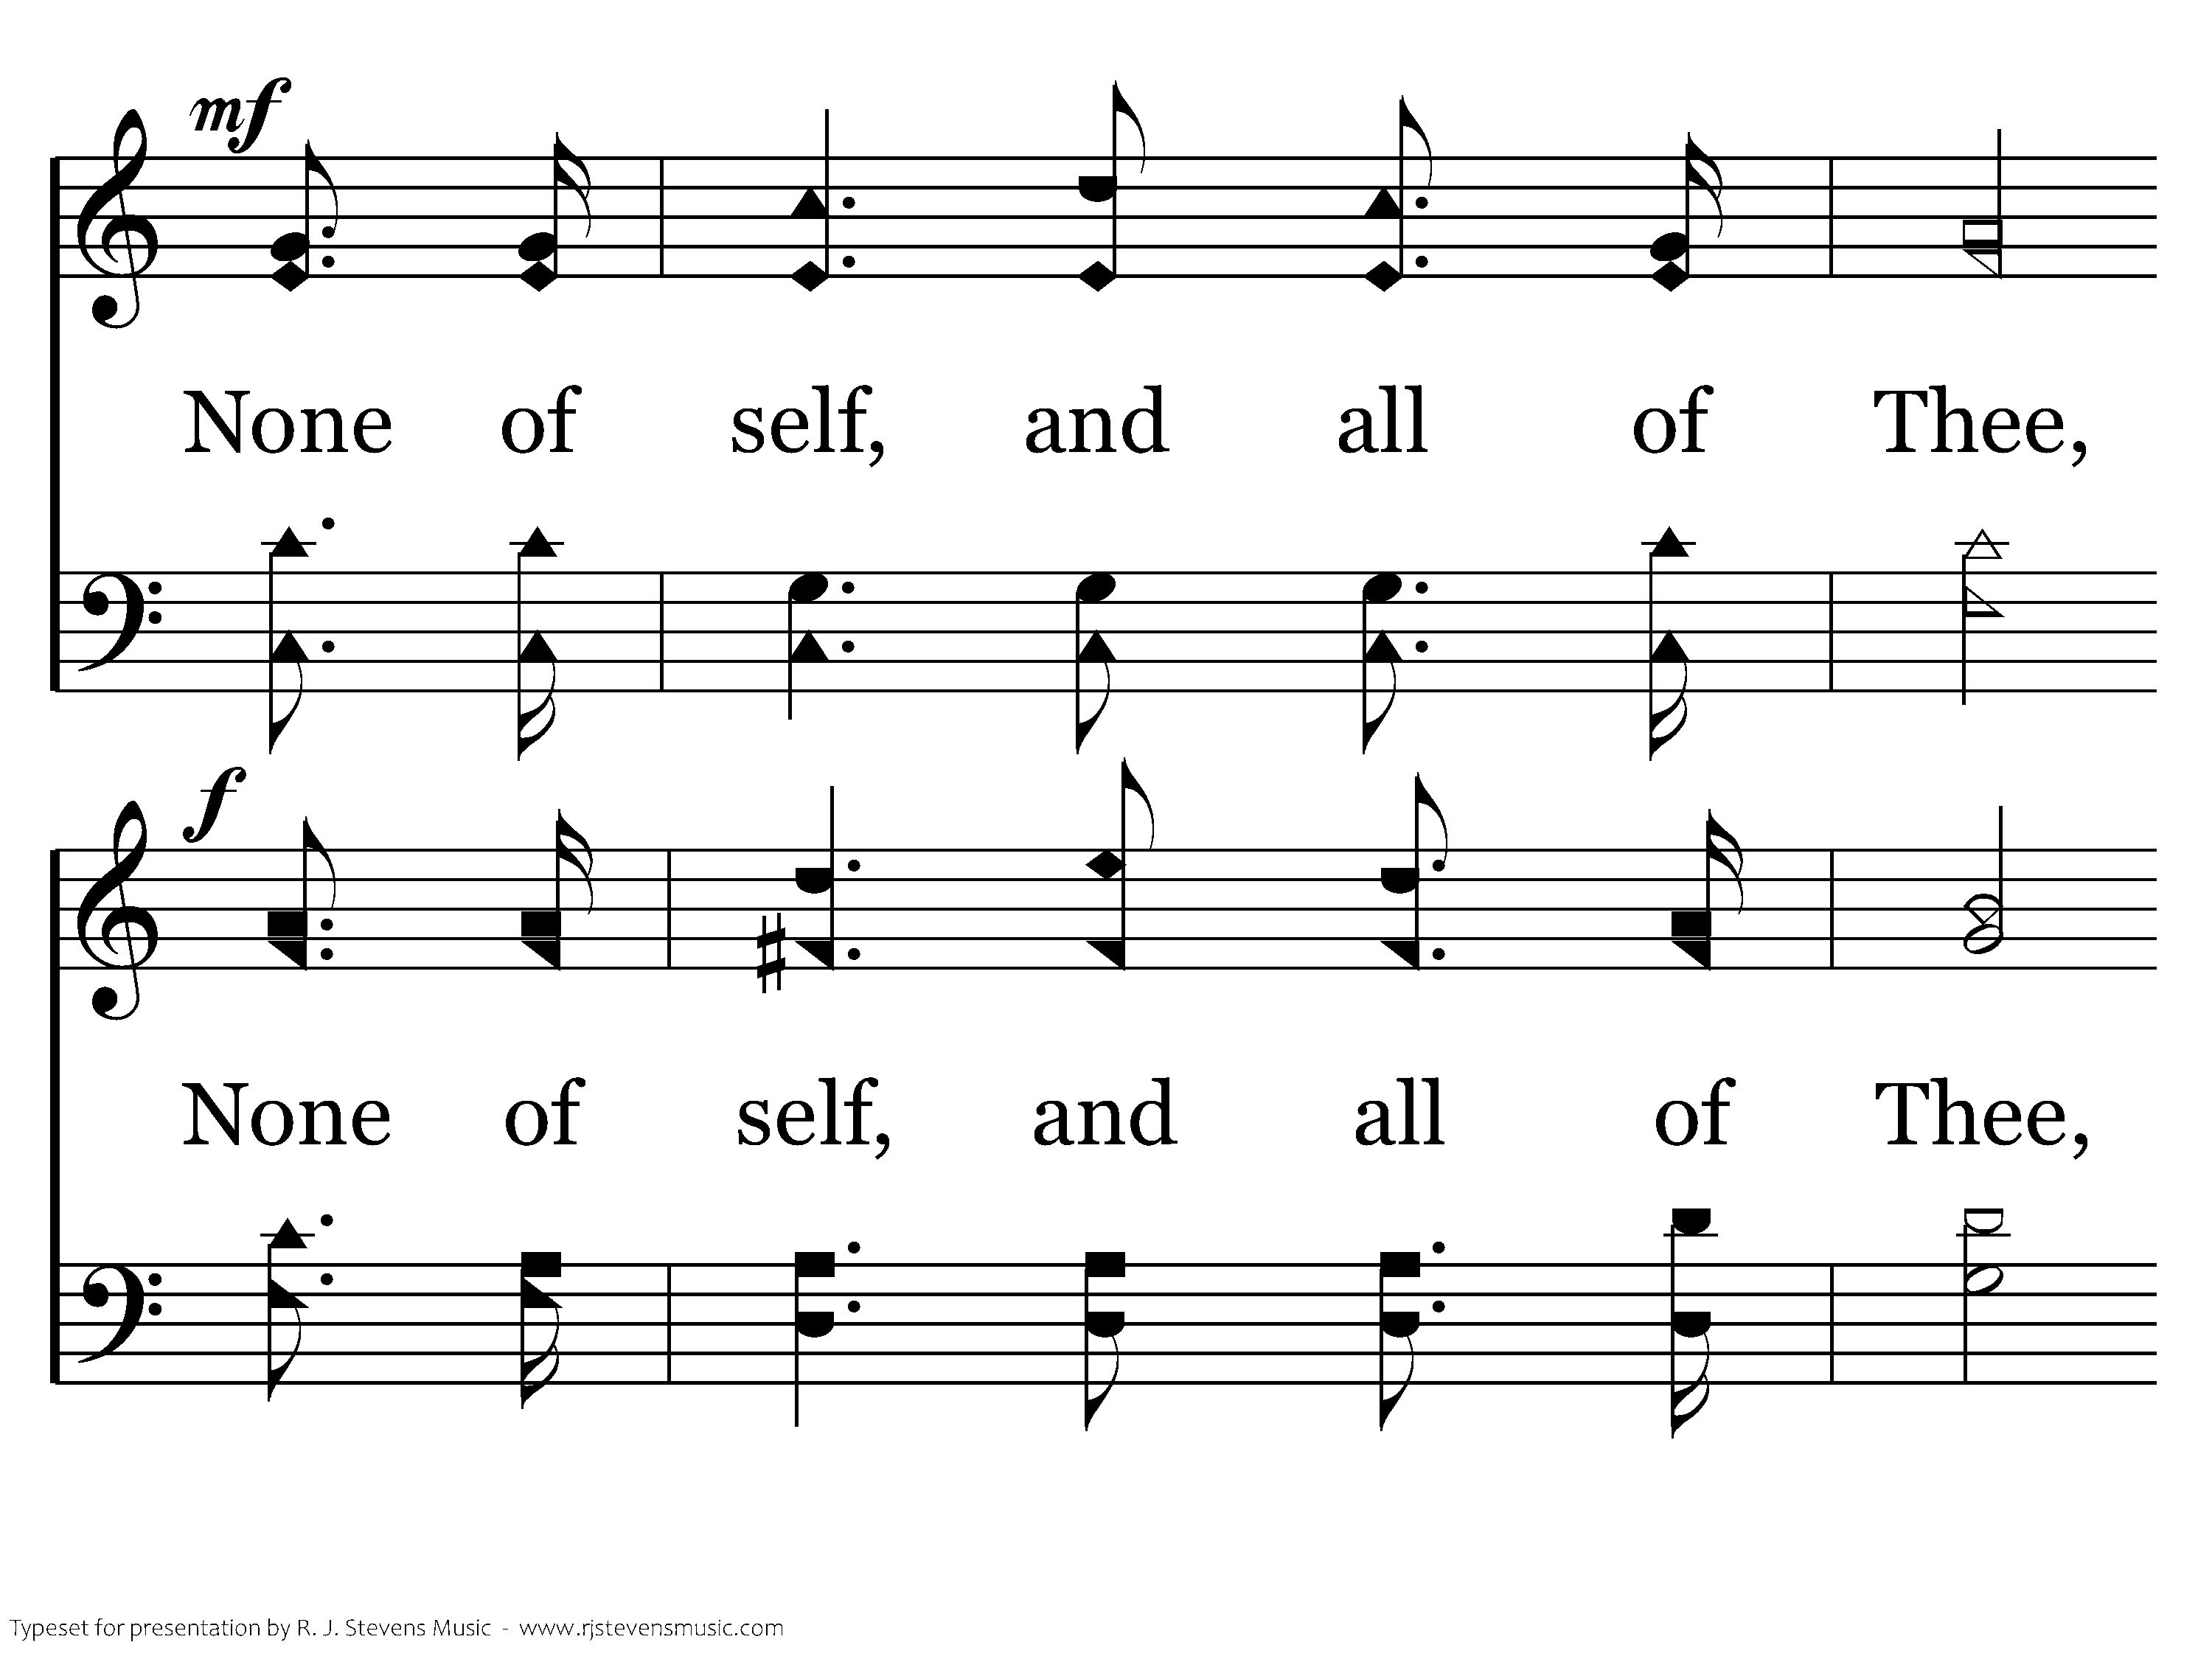 mf
None of self, and all of Thee,
f
None of self, and all of Thee,
Typeset for presentation by R. J. Stevens Music - www.rjstevensmusic.com